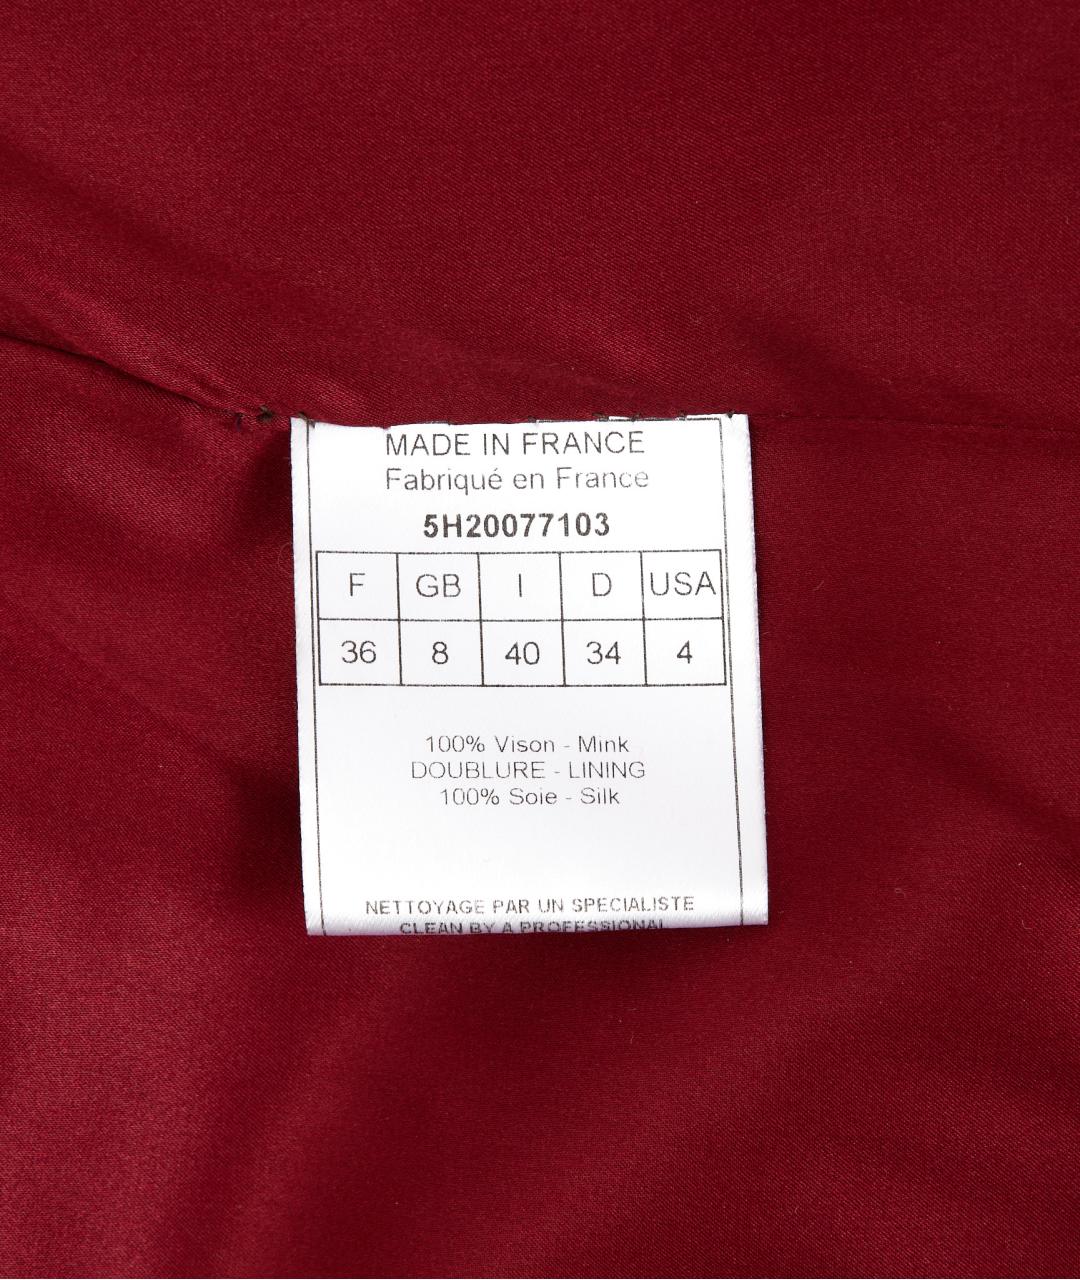 MADE IN FRANCE
Fabriqué en France
5H20077103
F GB I D USA
36 8 40 34 4
100% Vison - Mink
DOUBLURE - LINING
100% Soie - Silk
NETTOYAGE PAR UN SPECIALISTE
CLEAN BY A PROFESSIONAL